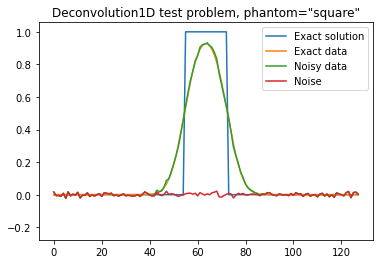 Deconvolution1D test problem, phantom="square"
Exact solution
Exact data
Noisy data
Noise
1.0
0.8
0.6
0.4
0.2
0.0
−0.2
0 20 40 60 80 100 120